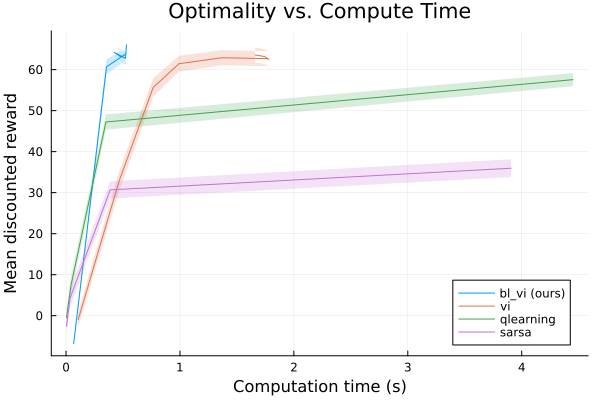 Optimality vs. Compute Time
Mean discounted reward
60
50
40
30
20
10
0
0 1 2 3 4
Computation time (s)
bl_vi (ours)
vi
qlearning
sarsa